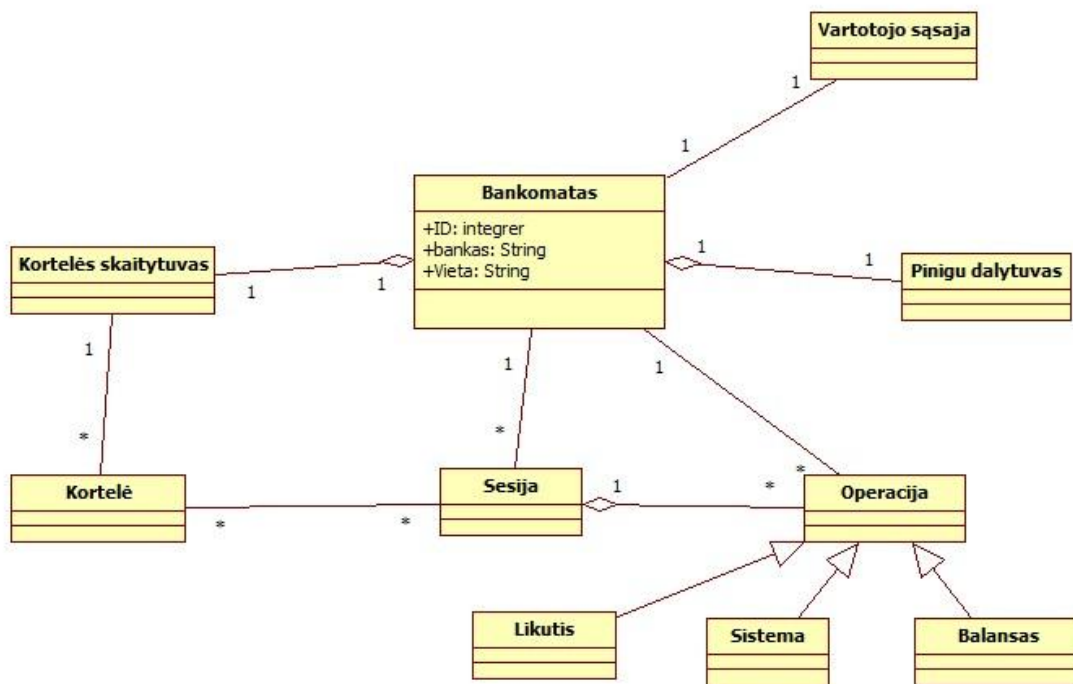 Vartotojo sąsaja
1
1
Bankomatas
+ID: integrer
+bankas: String
+Vieta: String
Kortelės skaitytuvas
1
1
1
1
Pinigu dalytuvas
1
*
1
*
1
*
Kortelė
*
*
Sesija
1
*
Operacija
Likutis
Sistema
Balansas